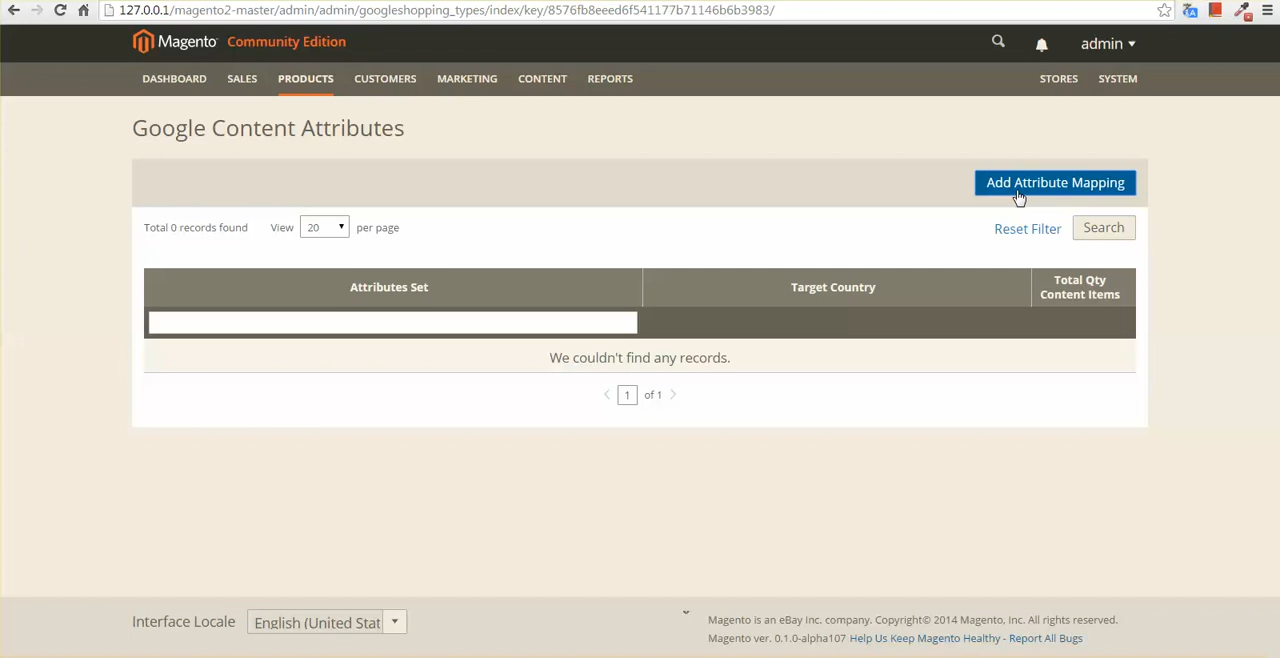 127.0.0.1/magento2-master/admin/admin/googleshopping_types/index/key/8576fb8eeed6f541177b71146b6b3983/
Magento Community Edition
admin
DASHBOARD SALES PRODUCTS CUSTOMERS MARKETING CONTENT REPORTS STORES SYSTEM
Google Content Attributes
Add Attribute Mapping
Total 0 records found View 20 per page Reset Filter Search
Attributes Set Target Country Total Qty Content Items
We couldn't find any records.
1 of 1
Interface Locale English (United Stat
Magento is an eBay Inc. company. Copyright© 2014 Magento, Inc. All rights reserved.
Magento ver. 0.1.0-alpha107 Help Us Keep Magento Healthy - Report All Bugs